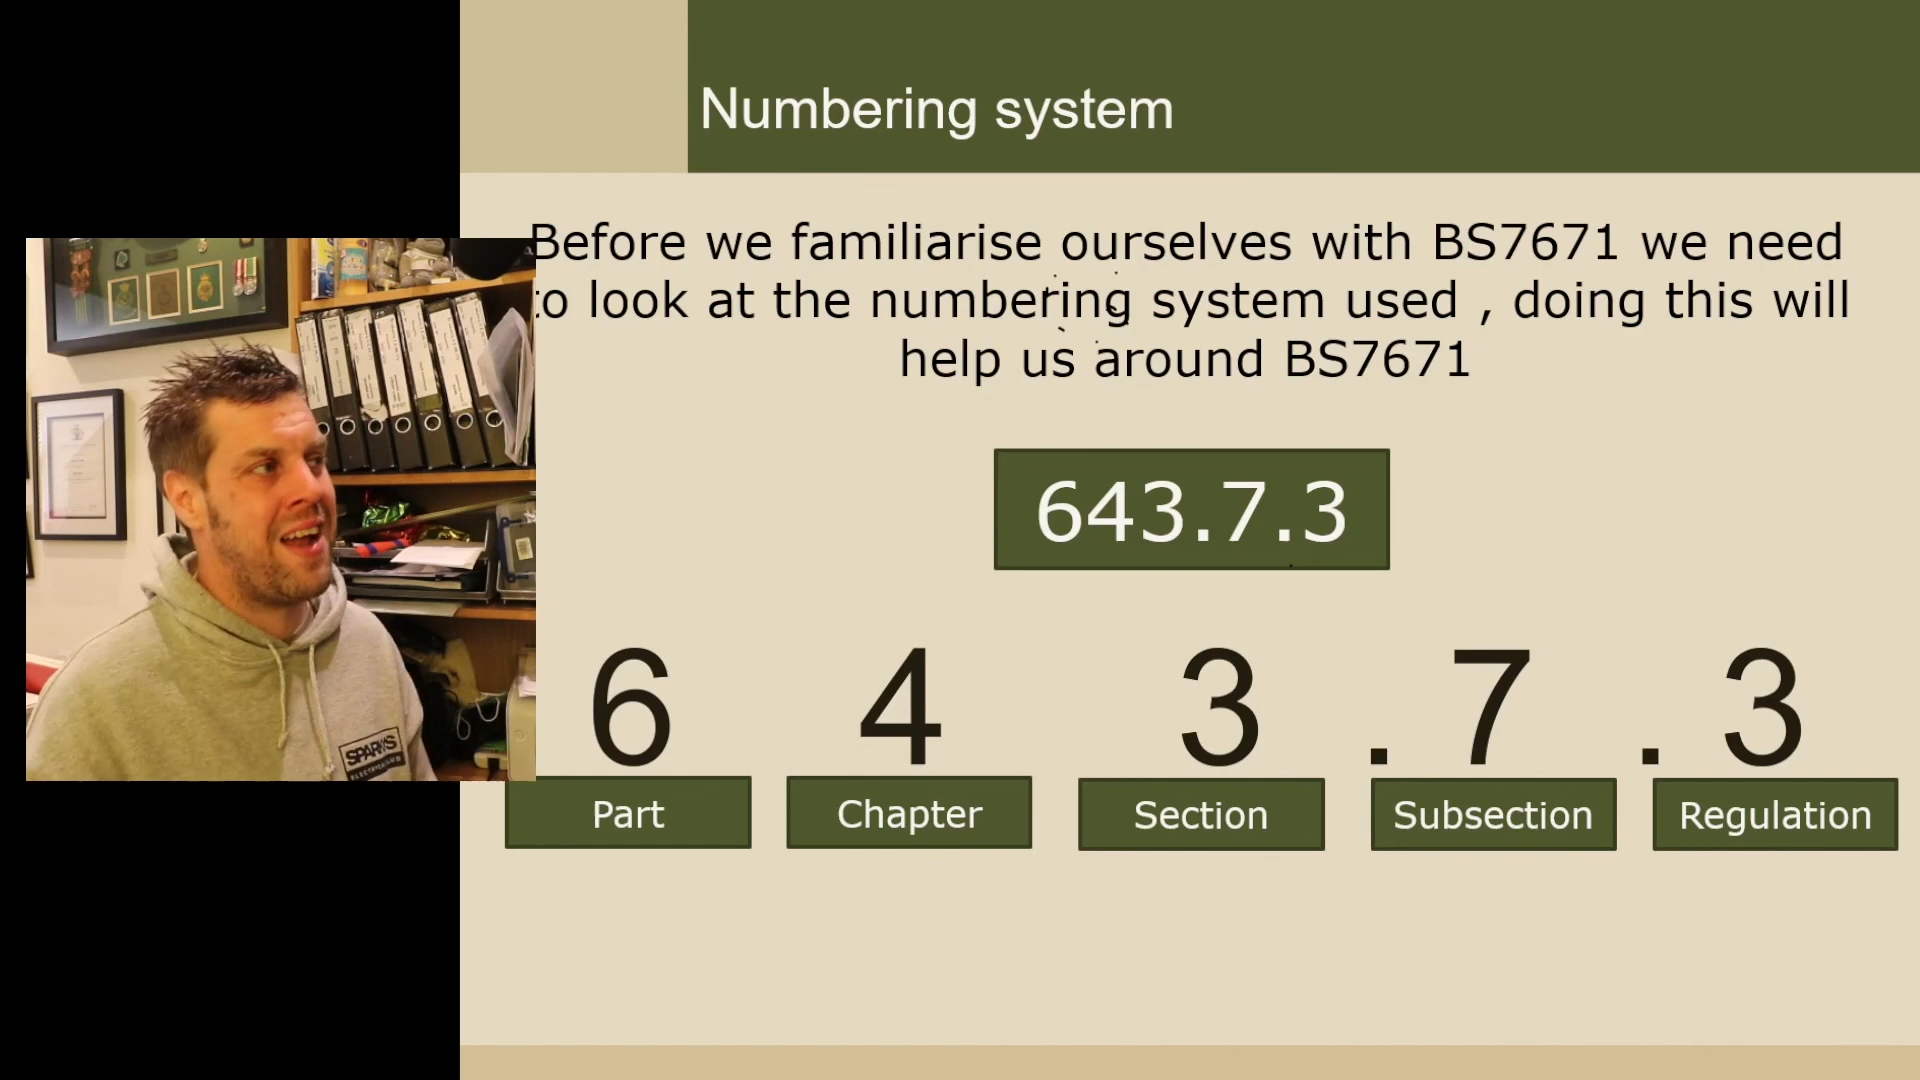 Numbering system
Before we familiarise ourselves with BS7671 we need
to look at the numbering system used , doing this will
help us around BS7671
643.7.3
6 4 3 . 7 . 3
Part Chapter Section Subsection Regulation
SPARKS